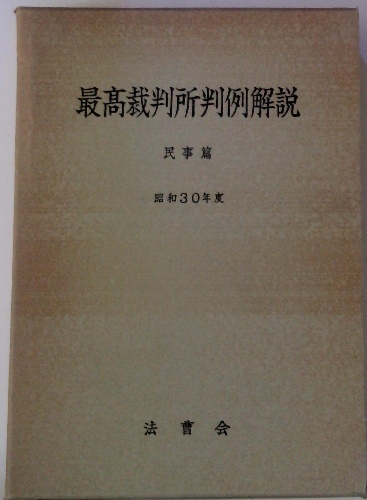 最髙裁判所判例解説
民事篇
昭和30年度
法曹会